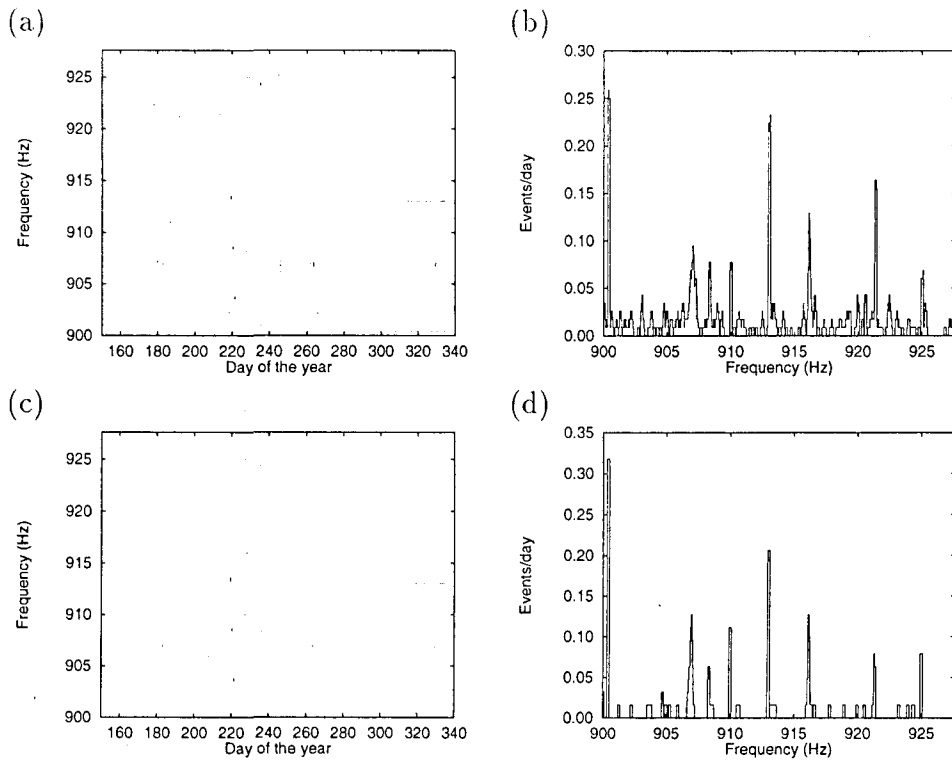 (a)
(b)
Frequency (Hz)
925
920
915
910
905
900
160 180 200 220 240 260 280 300 320 340
Day of the year
Events/day
0.30
0.25
0.20
0.15
0.10
0.05
0.00
900 905 910 915 920 925
Frequency (Hz)
(c)
(d)
Frequency (Hz)
925
920
915
910
905
900
160 180 200 220 240 260 280 300 320 340
Day of the year
Events/day
0.35
0.30
0.25
0.20
0.15
0.10
0.05
0.00
900 905 910 915 920 925
Frequency (Hz)